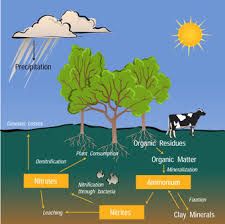 Precipitation
Gaseous Losses
Plant Consumption
Organic Residues
Organic Matter
Mineralization
Denitrification
Nitrates
Nitrification
through bacteria
Ammonium
Fixation
Leaching
Nitrites
Clay Minerals